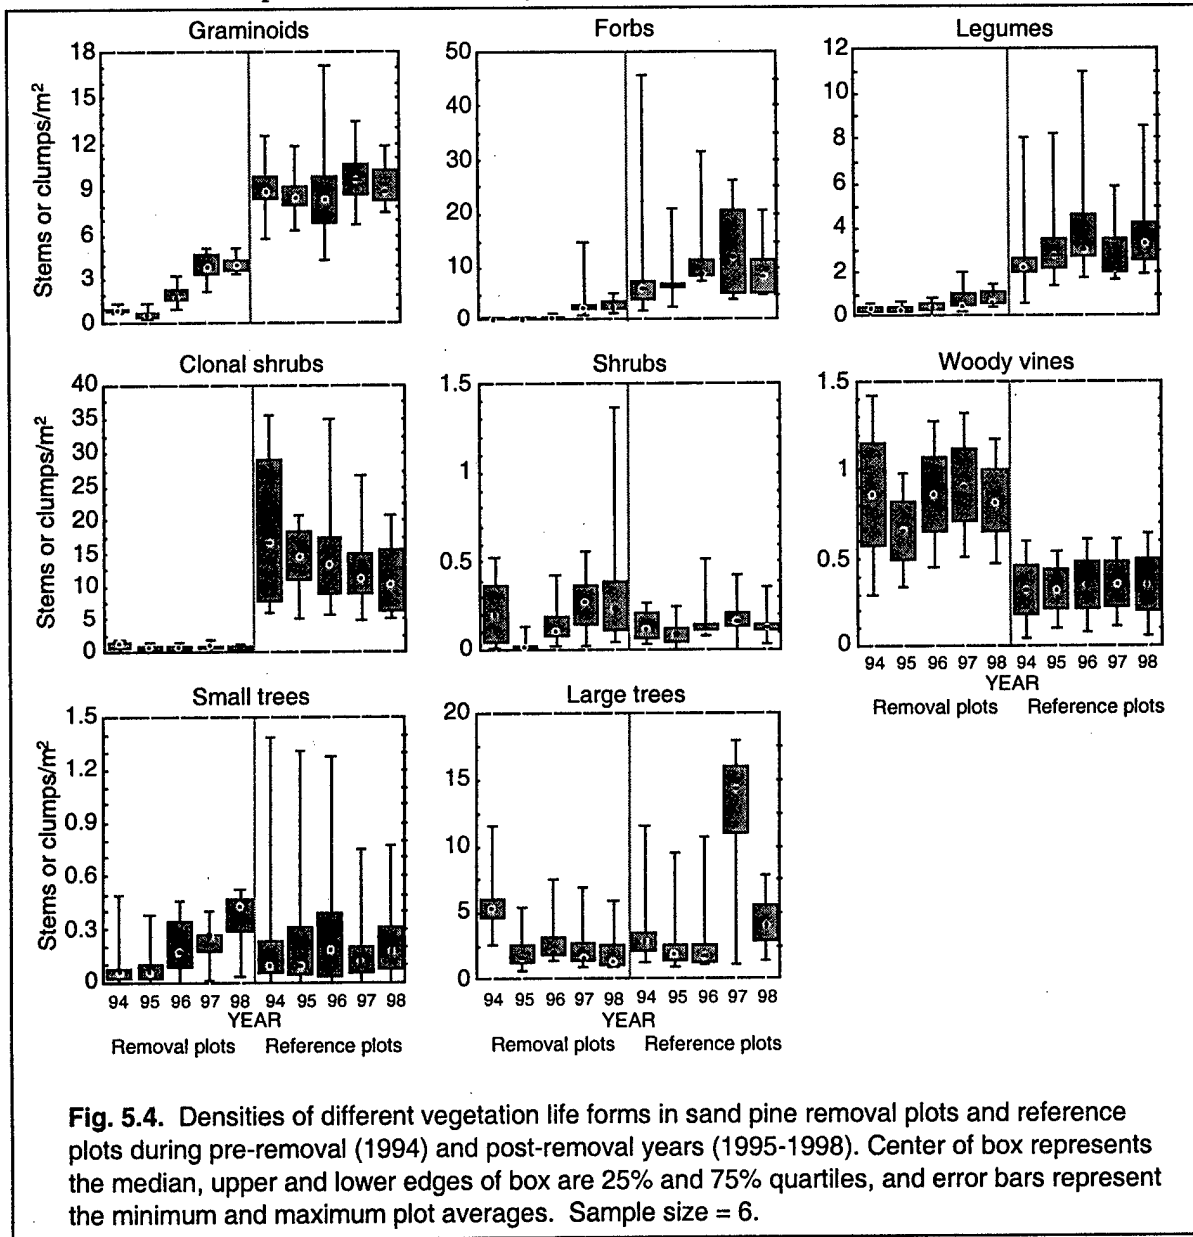 Graminoids
Forbs
Legumes
Stems or clumps/m²
18
15
12
9
6
3
0
50
40
30
20
10
0
12
10
8
6
4
2
0
Clonal shrubs
Shrubs
Woody vines
Stems or clumps/m²
40
35
30
25
20
15
10
5
0
1.5
1
0.5
0
1.5
1
0.5
0
94 95 96 97 98 94 95 96 97 98
YEAR
Removal plots Reference plots
Small trees
Large trees
Stems or clumps/m²
1.5
1.2
0.9
0.6
0.3
0
20
15
10
5
0
94 95 96 97 98 94 95 96 97 98
YEAR
Removal plots Reference plots
94 95 96 97 98 94 95 96 97 98
YEAR
Removal plots Reference plots
Fig. 5.4. Densities of different vegetation life forms in sand pine removal plots and reference
plots during pre-removal (1994) and post-removal years (1995-1998). Center of box represents
the median, upper and lower edges of box are 25% and 75% quartiles, and error bars represent
the minimum and maximum plot averages. Sample size = 6.